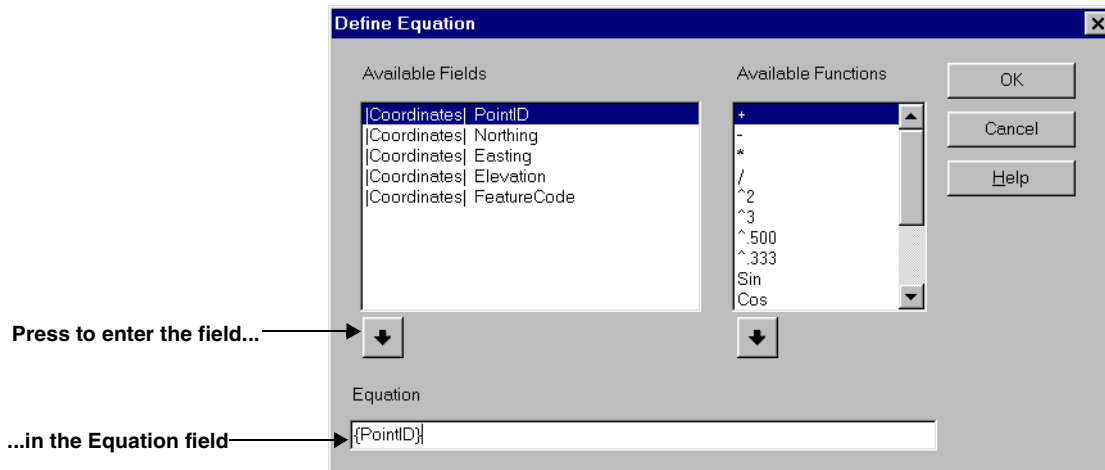 Define Equation
Available Fields
|Coordinates| PointID
|Coordinates| Northing
|Coordinates| Easting
|Coordinates| Elevation
|Coordinates| FeatureCode
Available Functions
+
-
*
/
^2
^3
^.500
^.333
Sin
Cos
OK
Cancel
Help
Press to enter the field...
Equation
...in the Equation field
{PointID}